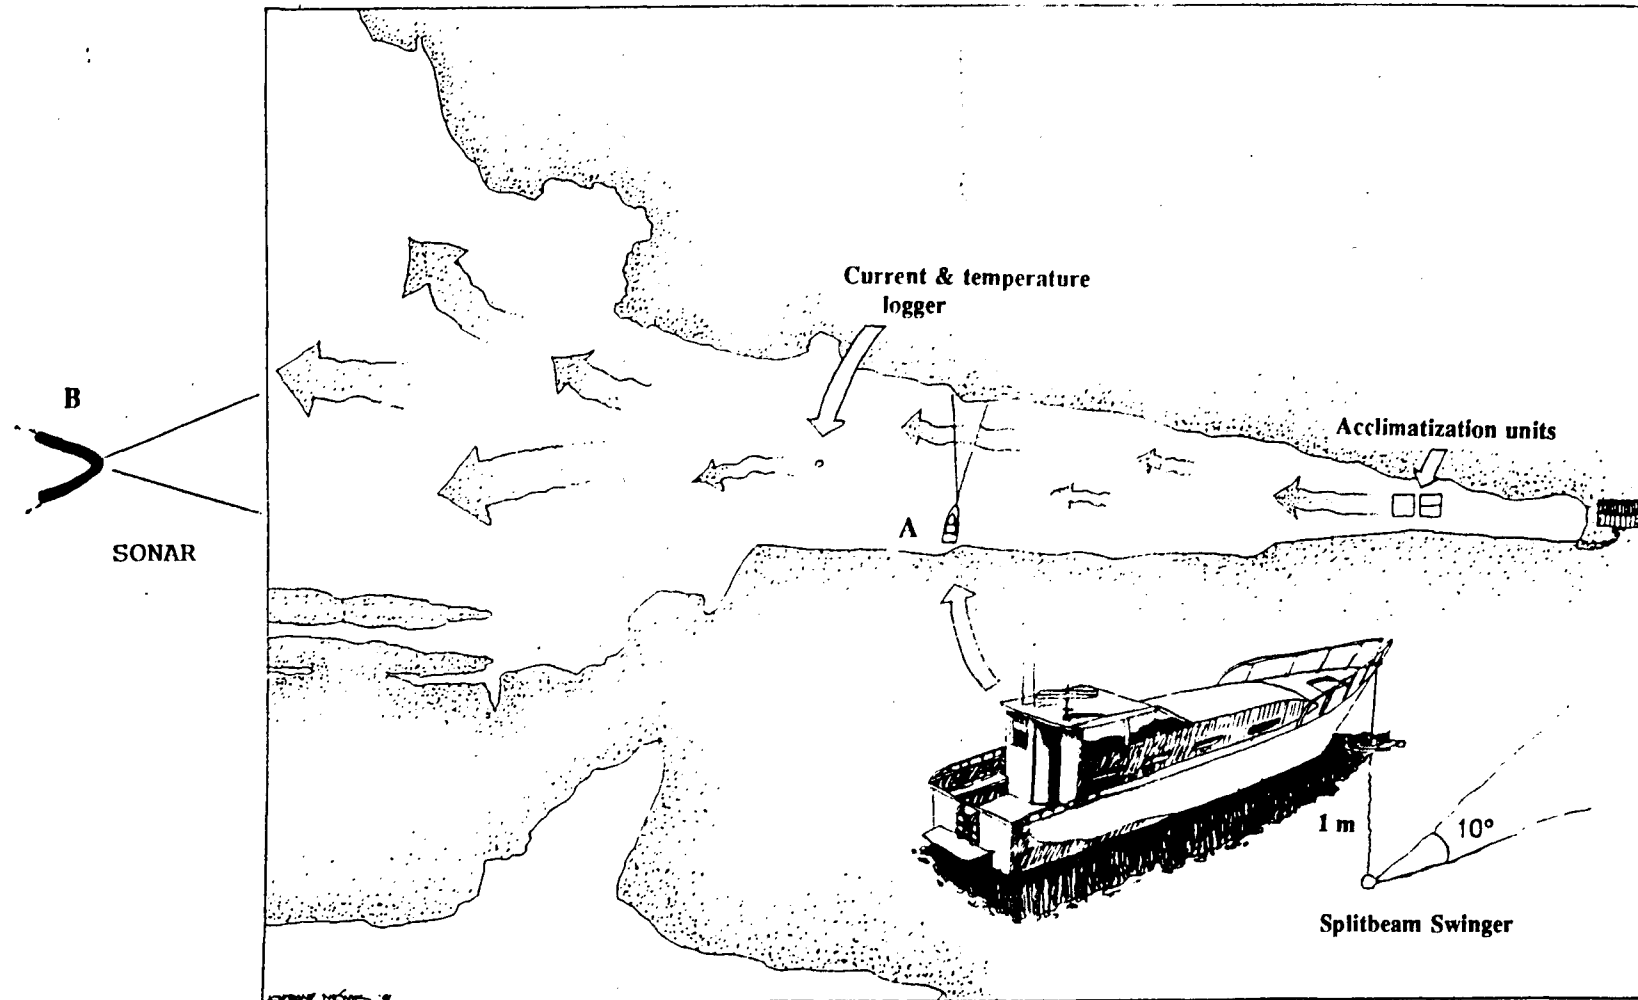 Current & temperature
logger
B
Acclimatization units
A
SONAR
1 m
10°
Splitbeam Swinger